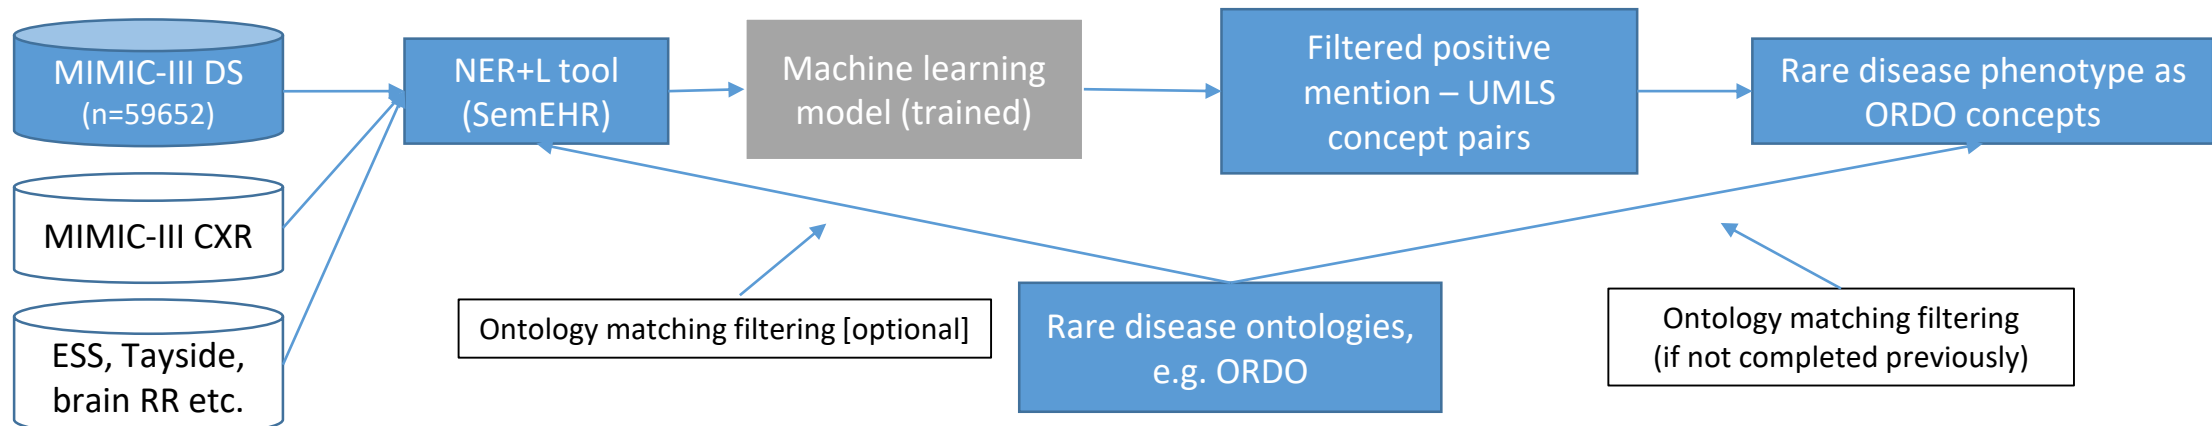 MIMIC-III DS
(n=59652)
MIMIC-III CXR
ESS, Tayside,
brain RR etc.
NER+L tool
(SemEHR)
Machine learning
model (trained)
Filtered positive
mention – UMLS
concept pairs
Rare disease phenotype as
ORDO concepts
Ontology matching filtering [optional]
Rare disease ontologies,
e.g. ORDO
Ontology matching filtering
(if not completed previously)